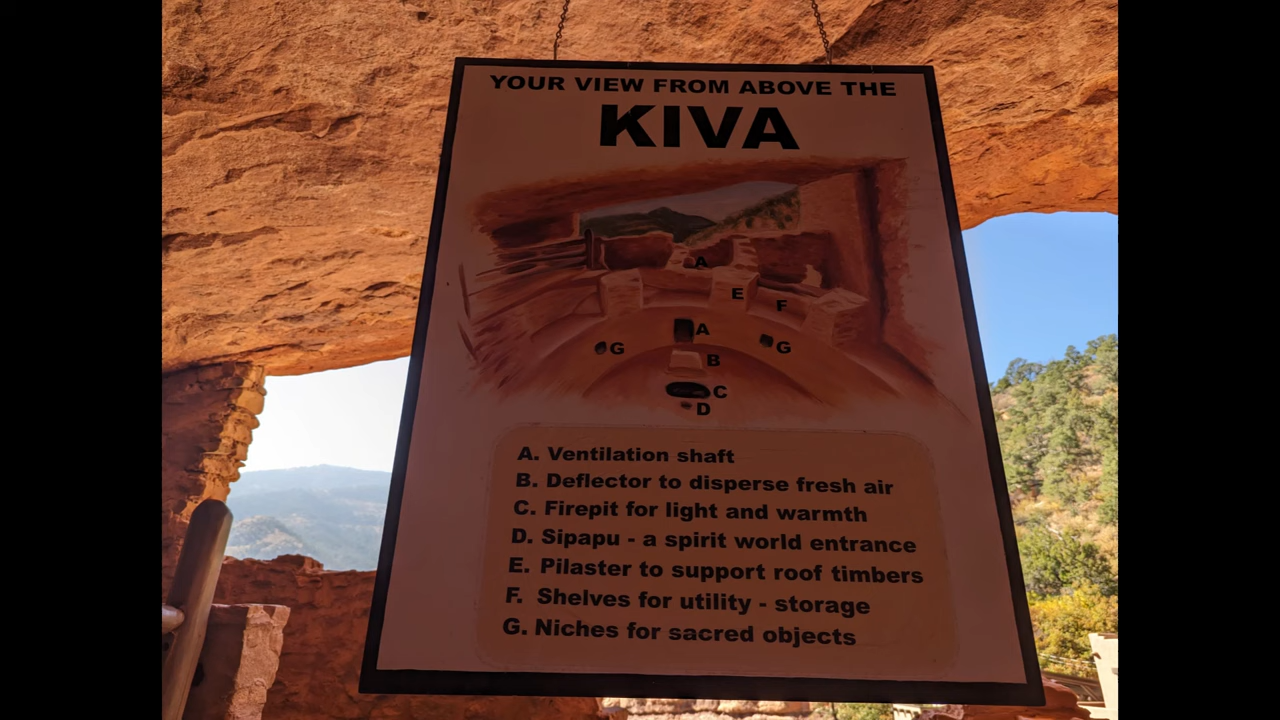 YOUR VIEW FROM ABOVE THE
KIVA
A
E
F
A
G
G
B
C
D
A. Ventilation shaft
B. Deflector to disperse fresh air
C. Firepit for light and warmth
D. Sipapu - a spirit world entrance
E. Pilaster to support roof timbers
F. Shelves for utility - storage
G. Niches for sacred objects